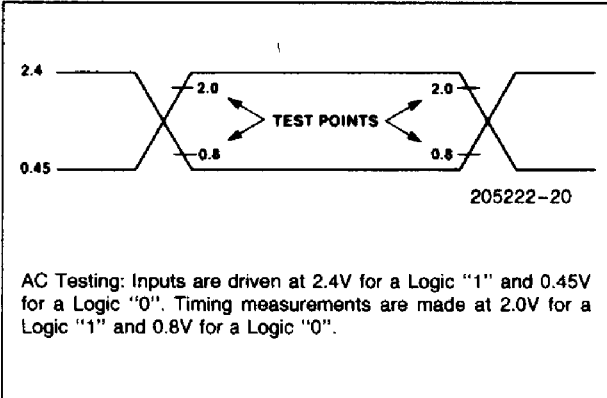 2.4
2.0
2.0
TEST POINTS
0.8
0.8
0.45
205222-20
AC Testing: Inputs are driven at 2.4V for a Logic "1" and 0.45V
for a Logic "0". Timing measurements are made at 2.0V for a
Logic "1" and 0.8V for a Logic "0".